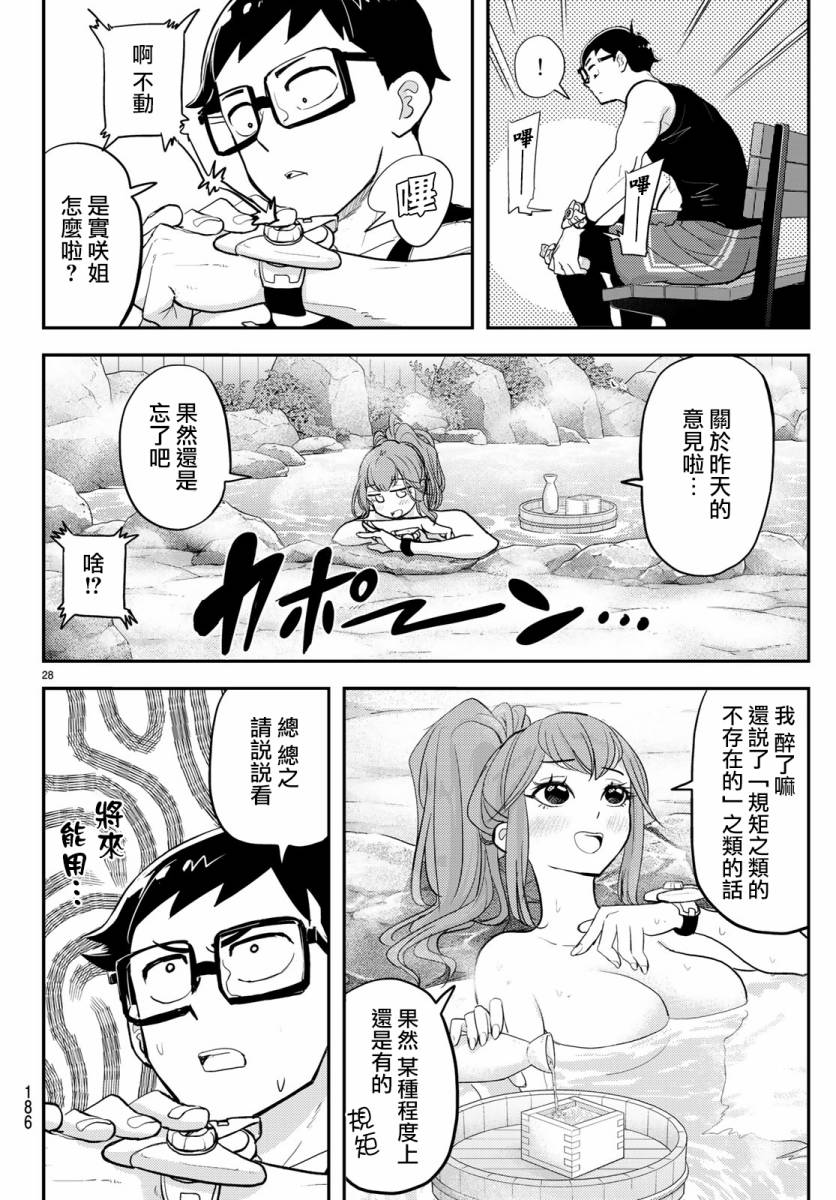 ！
嗶
——
嗶
——
啊 不動
嗶
是實咲姐
怎麼啦？
關於昨天的
意見啦…
果然還是
忘了吧
啥!?
カポーン…
28
我 醉了嘛
還說了「規矩之類的
不存在的」之類的話
果然 某種程度上
還是有的
規矩
總 總之
請說說看
將來
能用…
186